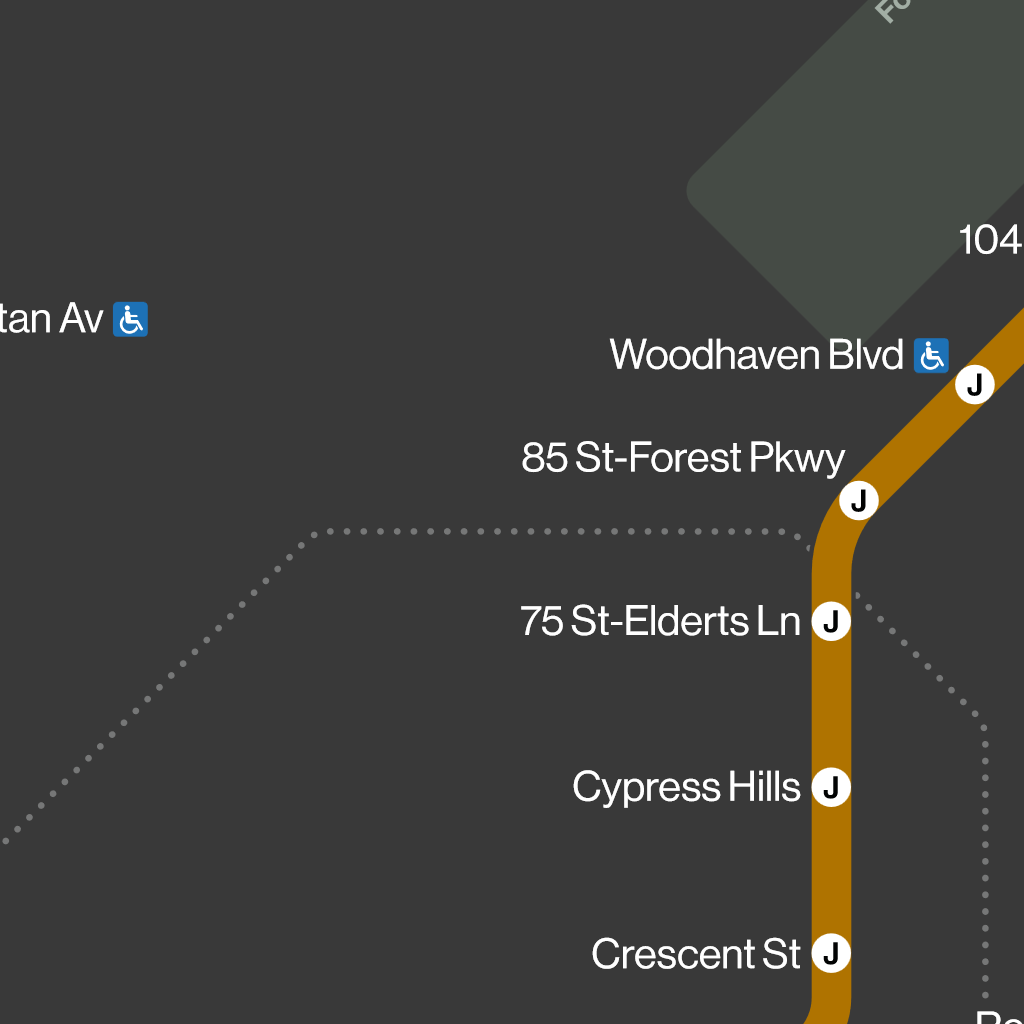 104
tan Av
Woodhaven Blvd
J
85 St-Forest Pkwy
J
75 St-Elderts Ln J
Cypress Hills J
Crescent St J